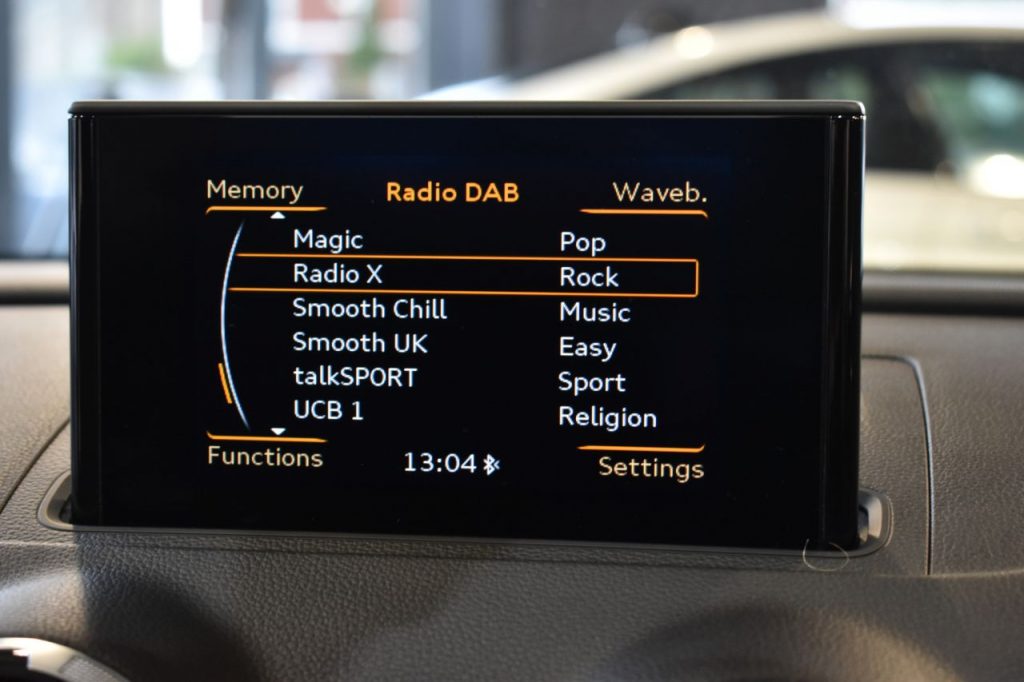 Memory Radio DAB Waveb.
Magic Pop
Radio X Rock
Smooth Chill Music
Smooth UK Easy
talkSPORT Sport
UCB 1 Religion
Functions 13:04 Settings